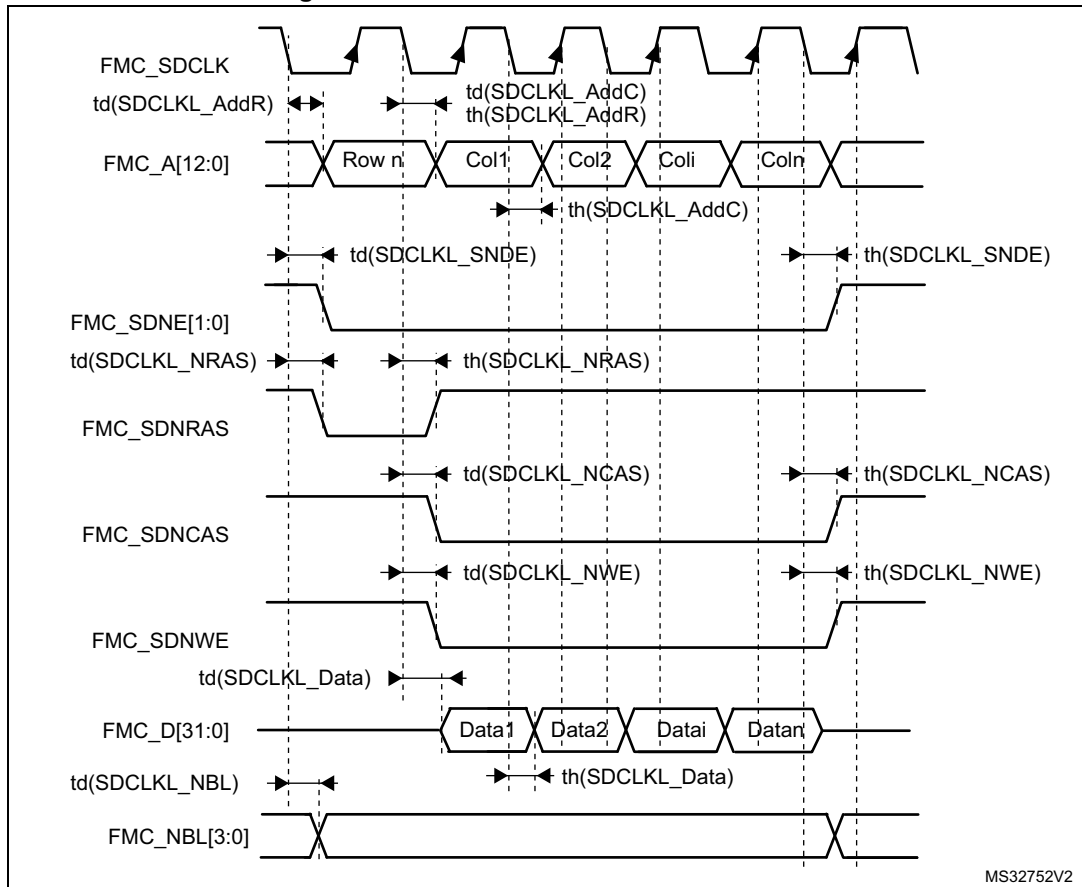 FMC_SDCLK
td(SDCLKL_AddR)
td(SDCLKL_AddC)
th(SDCLKL_AddR)
FMC_A[12:0]
Row n
Col1
Col2
Coli
Coln
th(SDCLKL_AddC)
td(SDCLKL_SNDE)
th(SDCLKL_SNDE)
FMC_SDNE[1:0]
td(SDCLKL_NRAS)
th(SDCLKL_NRAS)
FMC_SDNRAS
td(SDCLKL_NCAS)
th(SDCLKL_NCAS)
FMC_SDNCAS
td(SDCLKL_NWE)
th(SDCLKL_NWE)
FMC_SDNWE
td(SDCLKL_Data)
FMC_D[31:0]
Data1
Data2
Datai
Datan
td(SDCLKL_NBL)
th(SDCLKL_Data)
FMC_NBL[3:0]
MS32752V2